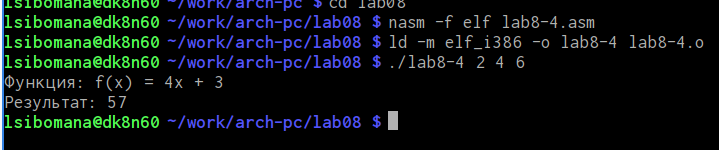 lsibomana@dk8n60 ~/work/arch-pc $ cd lab08
lsibomana@dk8n60 ~/work/arch-pc/lab08 $ nasm -f elf lab8-4.asm
lsibomana@dk8n60 ~/work/arch-pc/lab08 $ ld -m elf_i386 -o lab8-4 lab8-4.o
lsibomana@dk8n60 ~/work/arch-pc/lab08 $ ./lab8-4 2 4 6
Функция: f(x) = 4x + 3
Результат: 57
lsibomana@dk8n60 ~/work/arch-pc/lab08 $